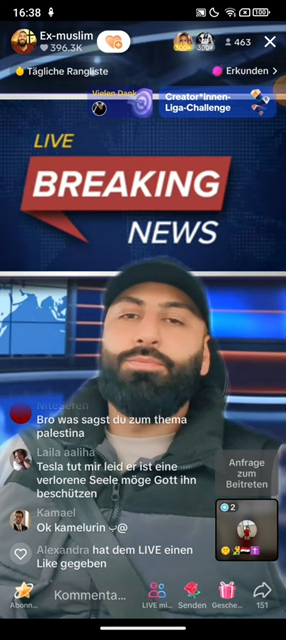 16:38
100
Ex-muslim
396.3K
300+
463
Tägliche Rangliste
Erkunden
Vielen Dank
Creator*innen-
Liga-Challenge
LIVE
BREAKING
NEWS
Bro was sagst du zum thema
palestina
Laila aaliha
Tesla tut mir leid er ist eine
verlorene Seele möge Gott ihn
beschützen
Kamael
Ok kamelurin ب@
Alexandra hat dem LIVE einen
Like gegeben
Anfrage
zum
Beitreten
2
Abonn...
Kommenta...
LIVE mi...
Senden
Gesche...
151